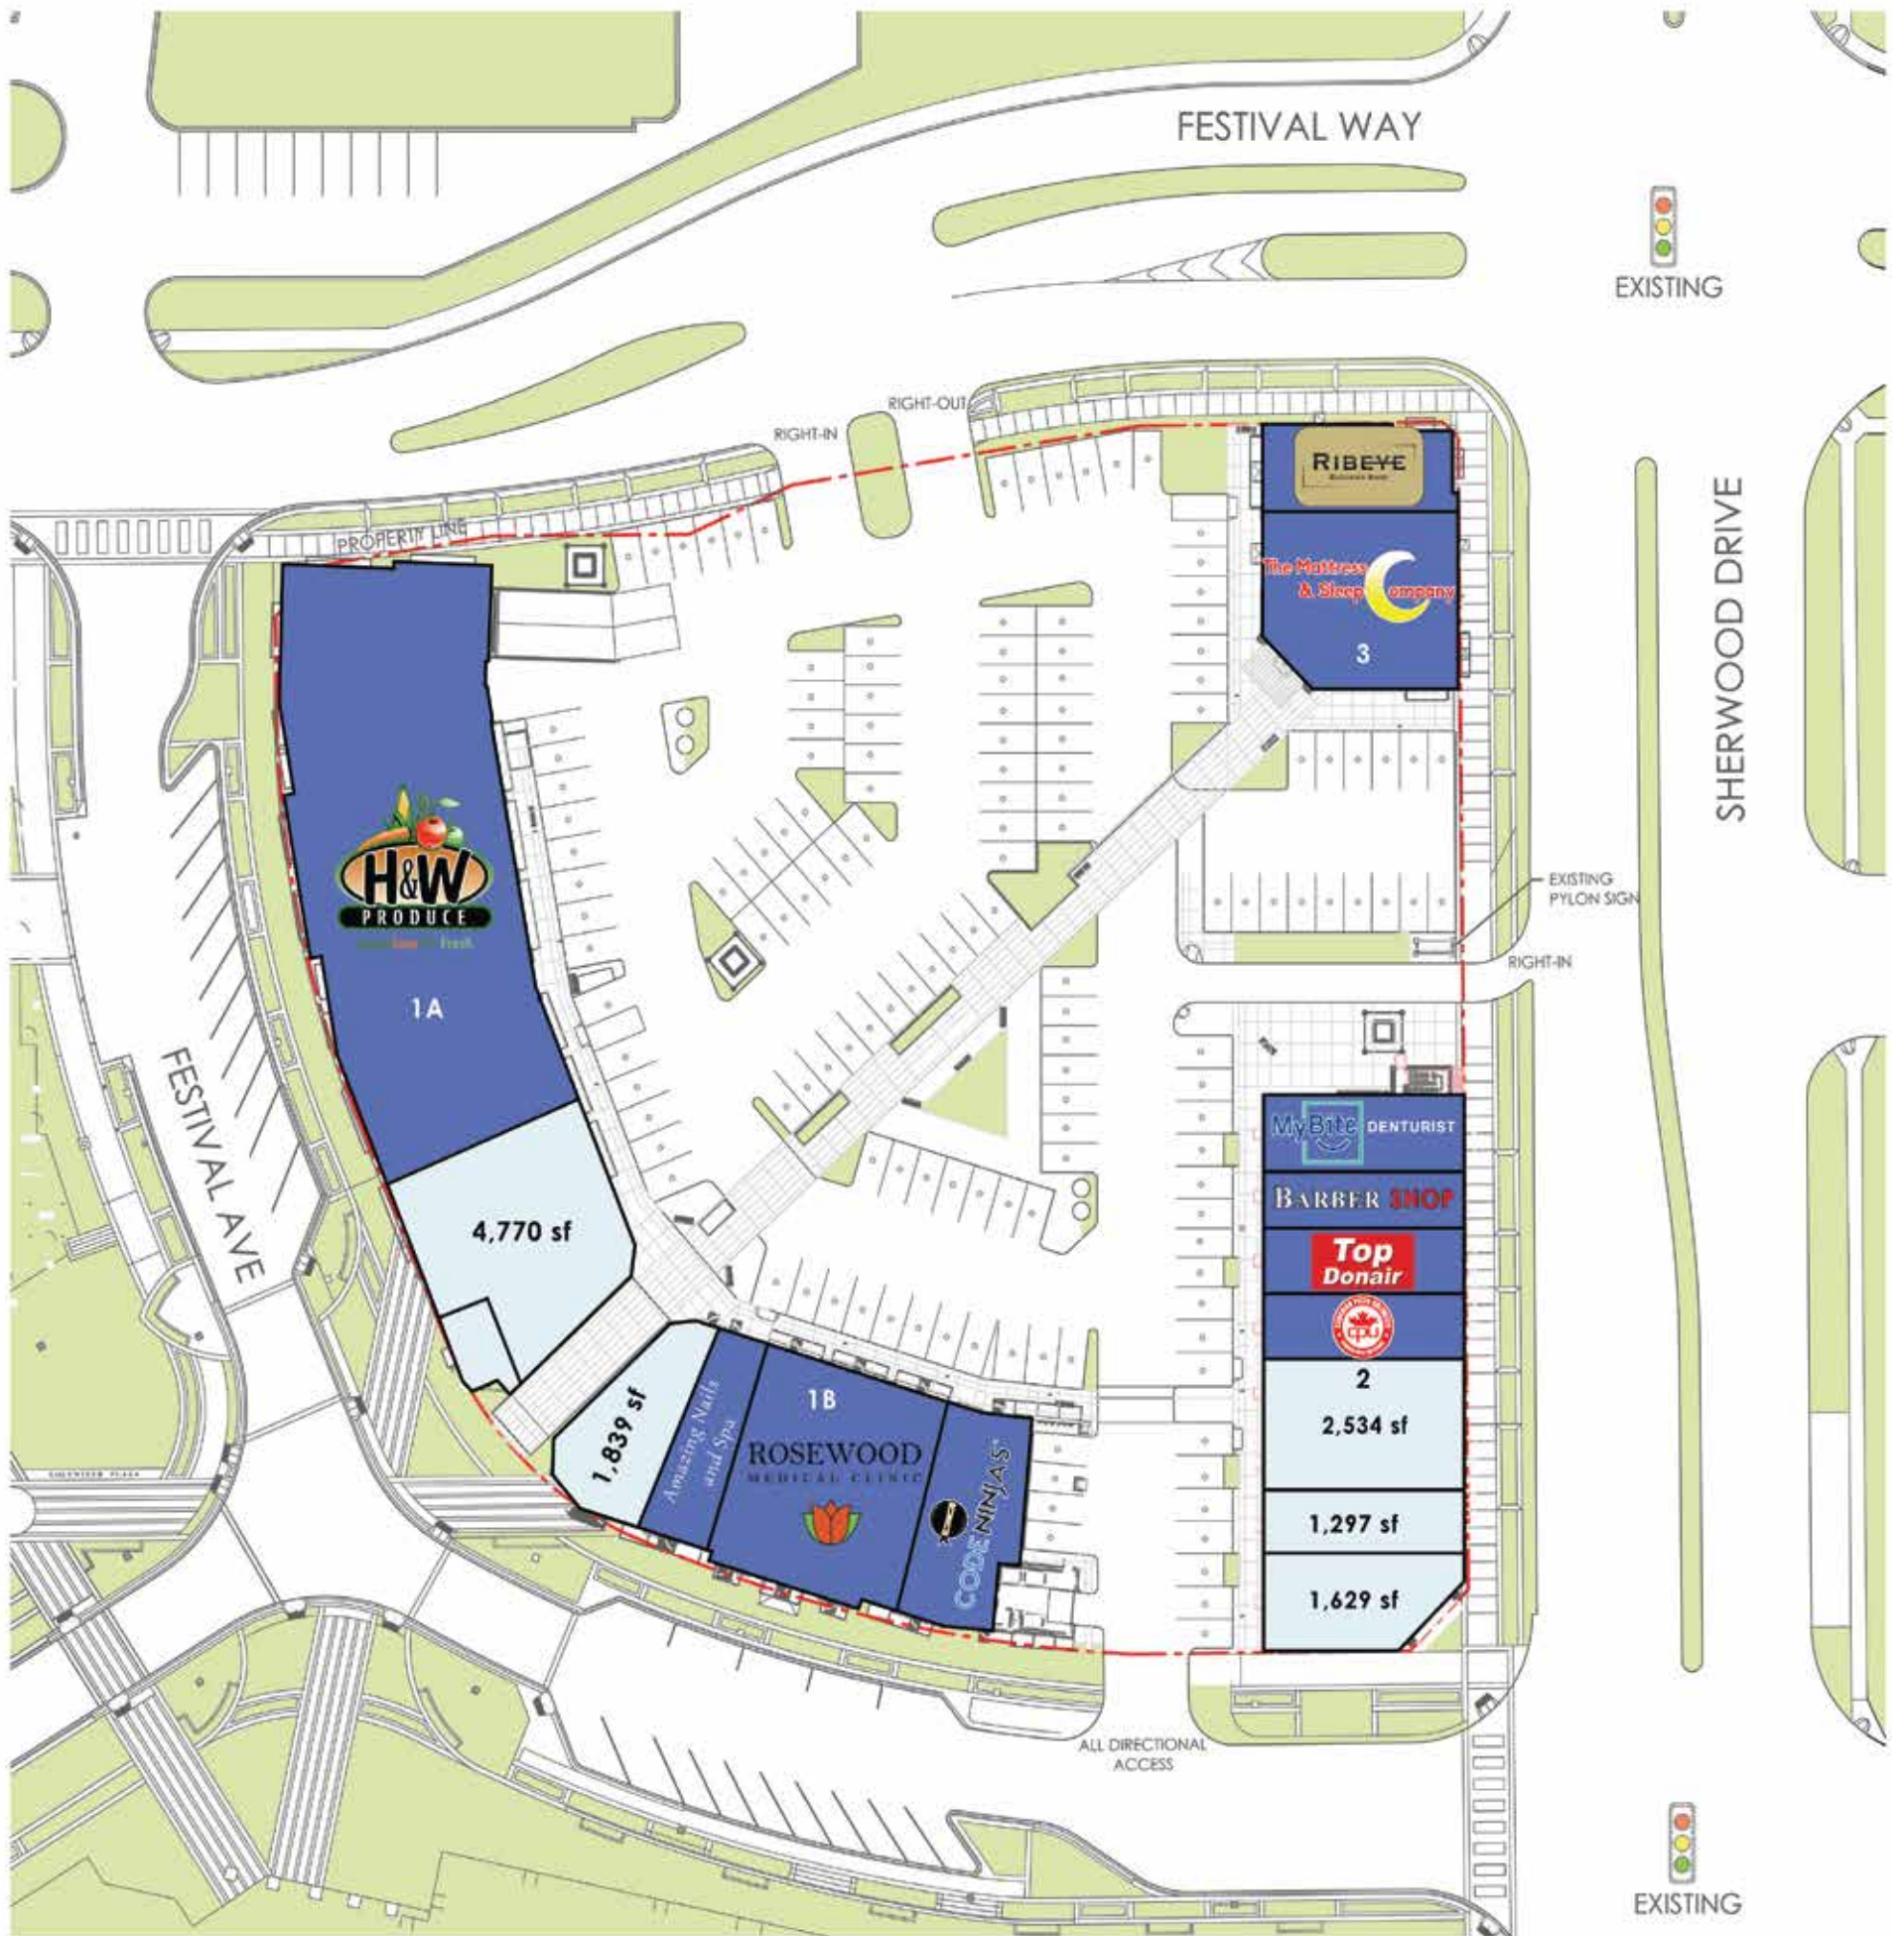 FESTIVAL WAY
EXISTING
RIGHT-OUT
RIGHT-IN
RIBEYE
PROPERTY LINE
The Mattress
& Sleep Company
3
SHERWOOD DRIVE
H&W
PRODUCE
Fresh
EXISTING
PYLON SIGN
RIGHT-IN
1A
FESTIVAL AVE
MyBite DENTURIST
BARBER SHOP
4,770 sf
Top
Donair
cpu
2
2,534 sf
1,839 sf
Amazing Nails
and Spa
1B
ROSEWOOD
MEDICAL CLINIC
CODE NINJAS
1,297 sf
1,629 sf
ALL DIRECTIONAL
ACCESS
EXISTING